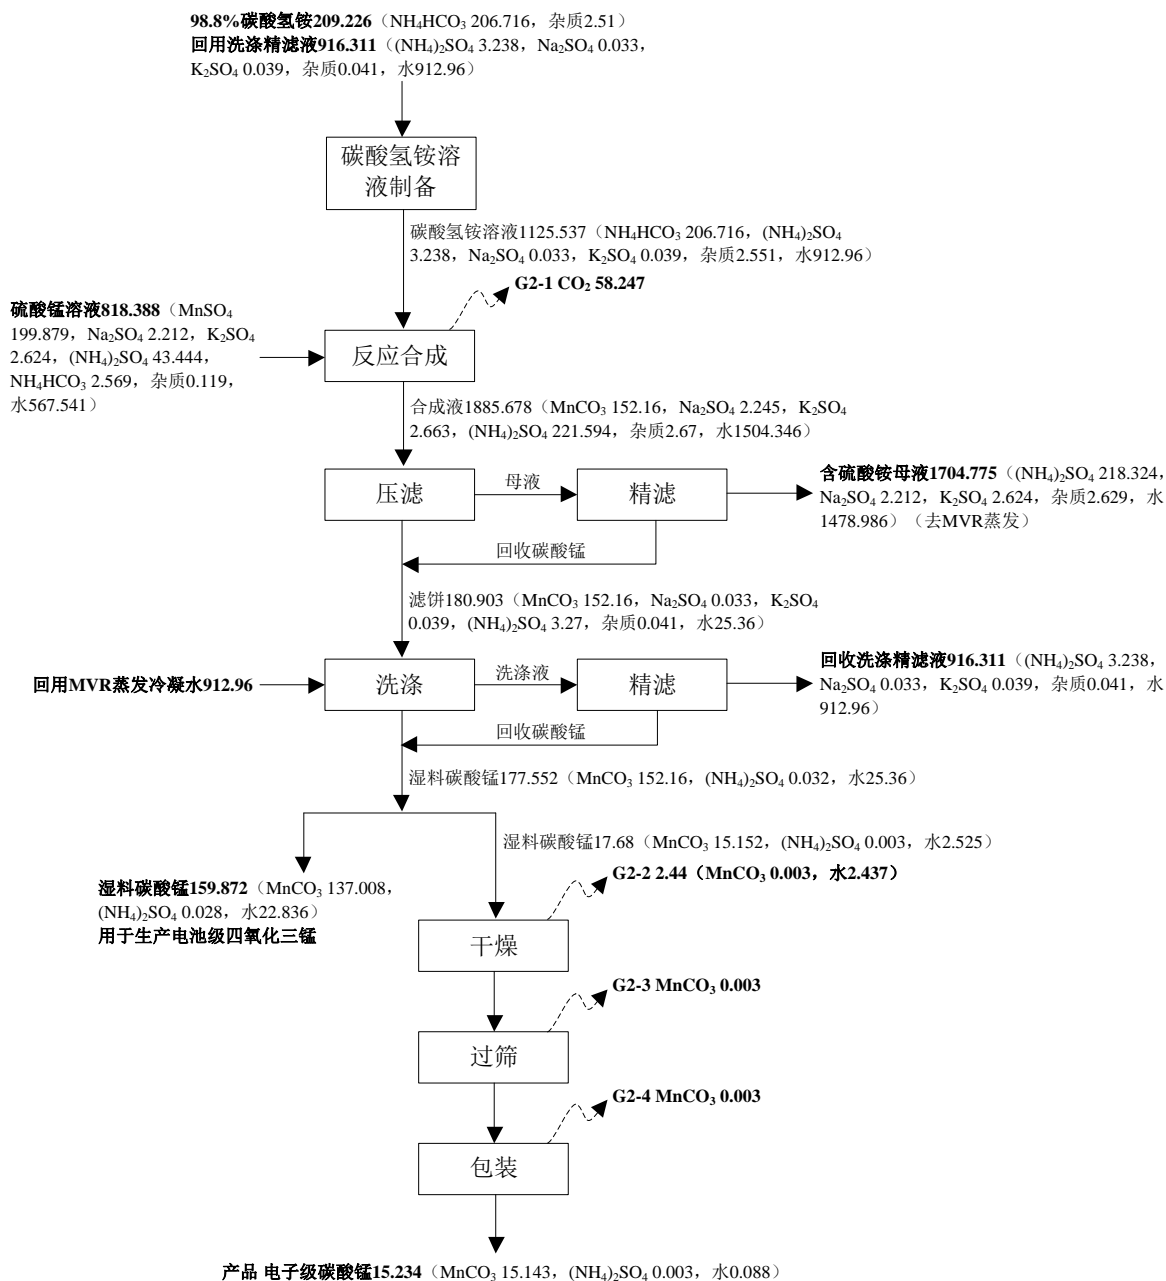 98.8%碳酸氢铵209.226（NH₄HCO₃ 206.716，杂质2.51）
回用洗涤精滤液916.311（(NH₄)₂SO₄ 3.238，Na₂SO₄ 0.033，
K₂SO₄ 0.039，杂质0.041，水912.96）
碳酸氢铵溶
液制备
碳酸氢铵溶液1125.537（NH₄HCO₃ 206.716，(NH₄)₂SO₄
3.238，Na₂SO₄ 0.033，K₂SO₄ 0.039，杂质2.551，水912.96）
G2-1 CO₂ 58.247
硫酸锰溶液818.388（MnSO₄
199.879，Na₂SO₄ 2.212，K₂SO₄
2.624，(NH₄)₂SO₄ 43.444，
NH₄HCO₃ 2.569，杂质0.119，
水567.541）
反应合成
合成液1885.678（MnCO₃ 152.16，Na₂SO₄ 2.245，K₂SO₄
2.663，(NH₄)₂SO₄ 221.594，杂质2.67，水1504.346）
压滤
母液
精滤
含硫酸铵母液1704.775（(NH₄)₂SO₄ 218.324，
Na₂SO₄ 2.212，K₂SO₄ 2.624，杂质2.629，水
1478.986）（去MVR蒸发）
回收碳酸锰
滤饼180.903（MnCO₃ 152.16，Na₂SO₄ 0.033，K₂SO₄
0.039，(NH₄)₂SO₄ 3.27，杂质0.041，水25.36）
回用MVR蒸发冷凝水912.96
洗涤
洗涤液
精滤
回收洗涤精滤液916.311（(NH₄)₂SO₄ 3.238，
Na₂SO₄ 0.033，K₂SO₄ 0.039，杂质0.041，水
912.96）
回收碳酸锰
湿料碳酸锰177.552（MnCO₃ 152.16，(NH₄)₂SO₄ 0.032，水25.36）
湿料碳酸锰17.68（MnCO₃ 15.152，(NH₄)₂SO₄ 0.003，水2.525）
G2-2 2.44（MnCO₃ 0.003，水2.437）
湿料碳酸锰159.872（MnCO₃ 137.008，
(NH₄)₂SO₄ 0.028，水22.836）
用于生产电池级四氧化三锰
干燥
G2-3 MnCO₃ 0.003
过筛
G2-4 MnCO₃ 0.003
包装
产品 电子级碳酸锰15.234（MnCO₃ 15.143，(NH₄)₂SO₄ 0.003，水0.088）